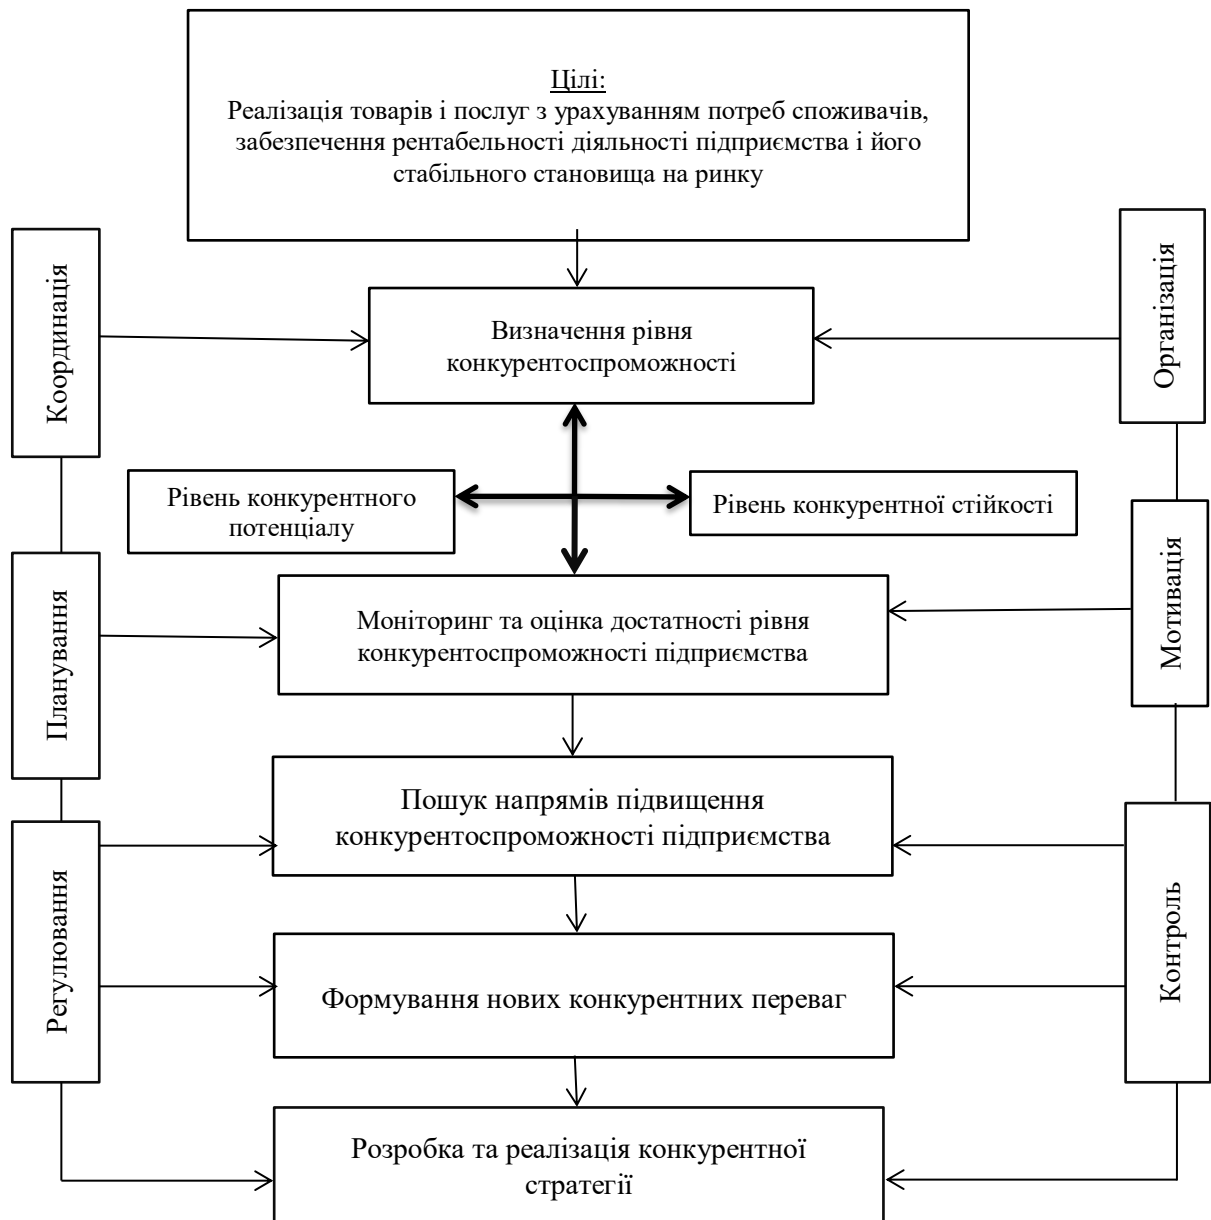 Цілі:
Реалізація товарів і послуг з урахуванням потреб споживачів,
забезпечення рентабельності діяльності підприємства і його
стабільного становища на ринку
Координація
Організація
Визначення рівня
конкурентоспроможності
Рівень конкурентного
потенціалу
Рівень конкурентної стійкості
Планування
Мотивація
Моніторинг та оцінка достатності рівня
конкурентоспроможності підприємства
Пошук напрямів підвищення
конкурентоспроможності підприємства
Регулювання
Контроль
Формування нових конкурентних переваг
Розробка та реалізація конкурентної
стратегії